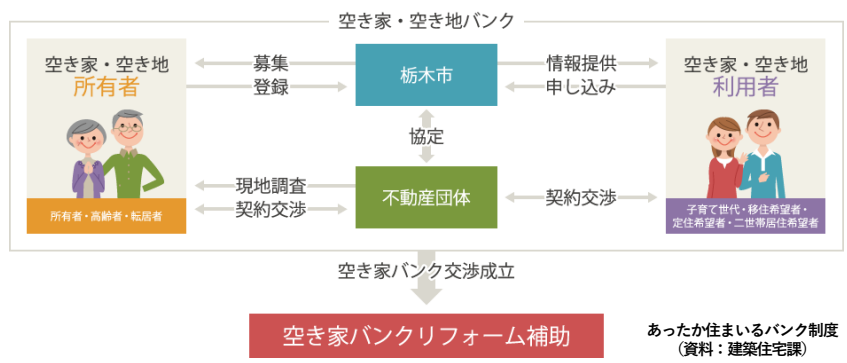 空き家・空き地バンク
空き家・空き地
所有者
所有者・高齢者・転居者
募集
登録
栃木市
情報提供
申し込み
協定
現地調査
契約交渉
不動産団体
契約交渉
空き家・空き地
利用者
子育て世代・移住希望者・
定住希望者・二世帯居住希望者
空き家バンク交渉成立
空き家バンクリフォーム補助
あったか住まいるバンク制度
（資料：建築住宅課）